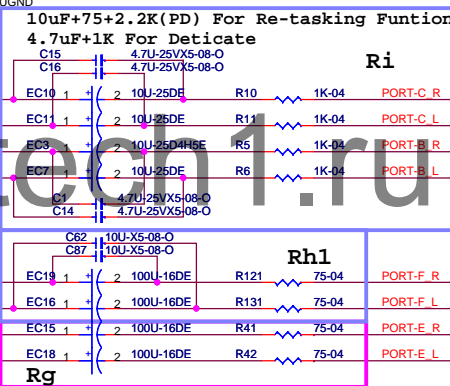 UGND
10uF+75+2.2K(PD) For Re-tasking Funtion
4.7uF+1K For Deticate
C15 4.7U-25VX5-08-O
C16 4.7U-25VX5-08-O
Ri
EC10 1 + 2 10U-25DE R10 1K-04 PORT-C_R
EC11 1 + 2 10U-25DE R11 1K-04 PORT-C_L
EC3 1 + 2 10U-25D4H5E R5 1K-04 PORT-B_R
EC7 1 + 2 10U-25DE R6 1K-04 PORT-B_L
tech1.ru
C1 4.7U-25VX5-08-O
C14 4.7U-25VX5-08-O
C62 10U-X5-08-O
C87 10U-X5-08-O
Rh1
EC19 1 + 2 100U-16DE R121 75-04 PORT-F_R
EC16 1 + 2 100U-16DE R131 75-04 PORT-F_L
EC15 1 + 2 100U-16DE R41 75-04 PORT-E_R
EC18 1 + 2 100U-16DE R42 75-04 PORT-E_L
Rg